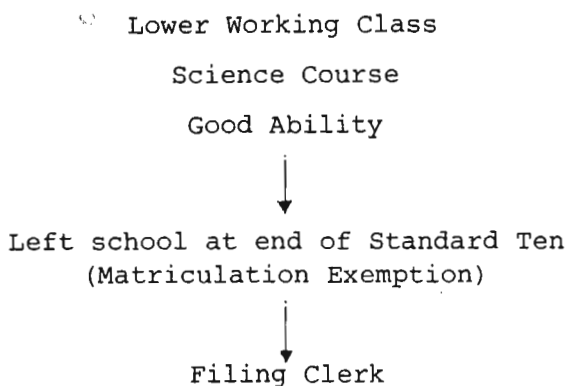 Lower Working Class
Science Course
Good Ability
Left school at end of Standard Ten
(Matriculation Exemption)
Filing Clerk